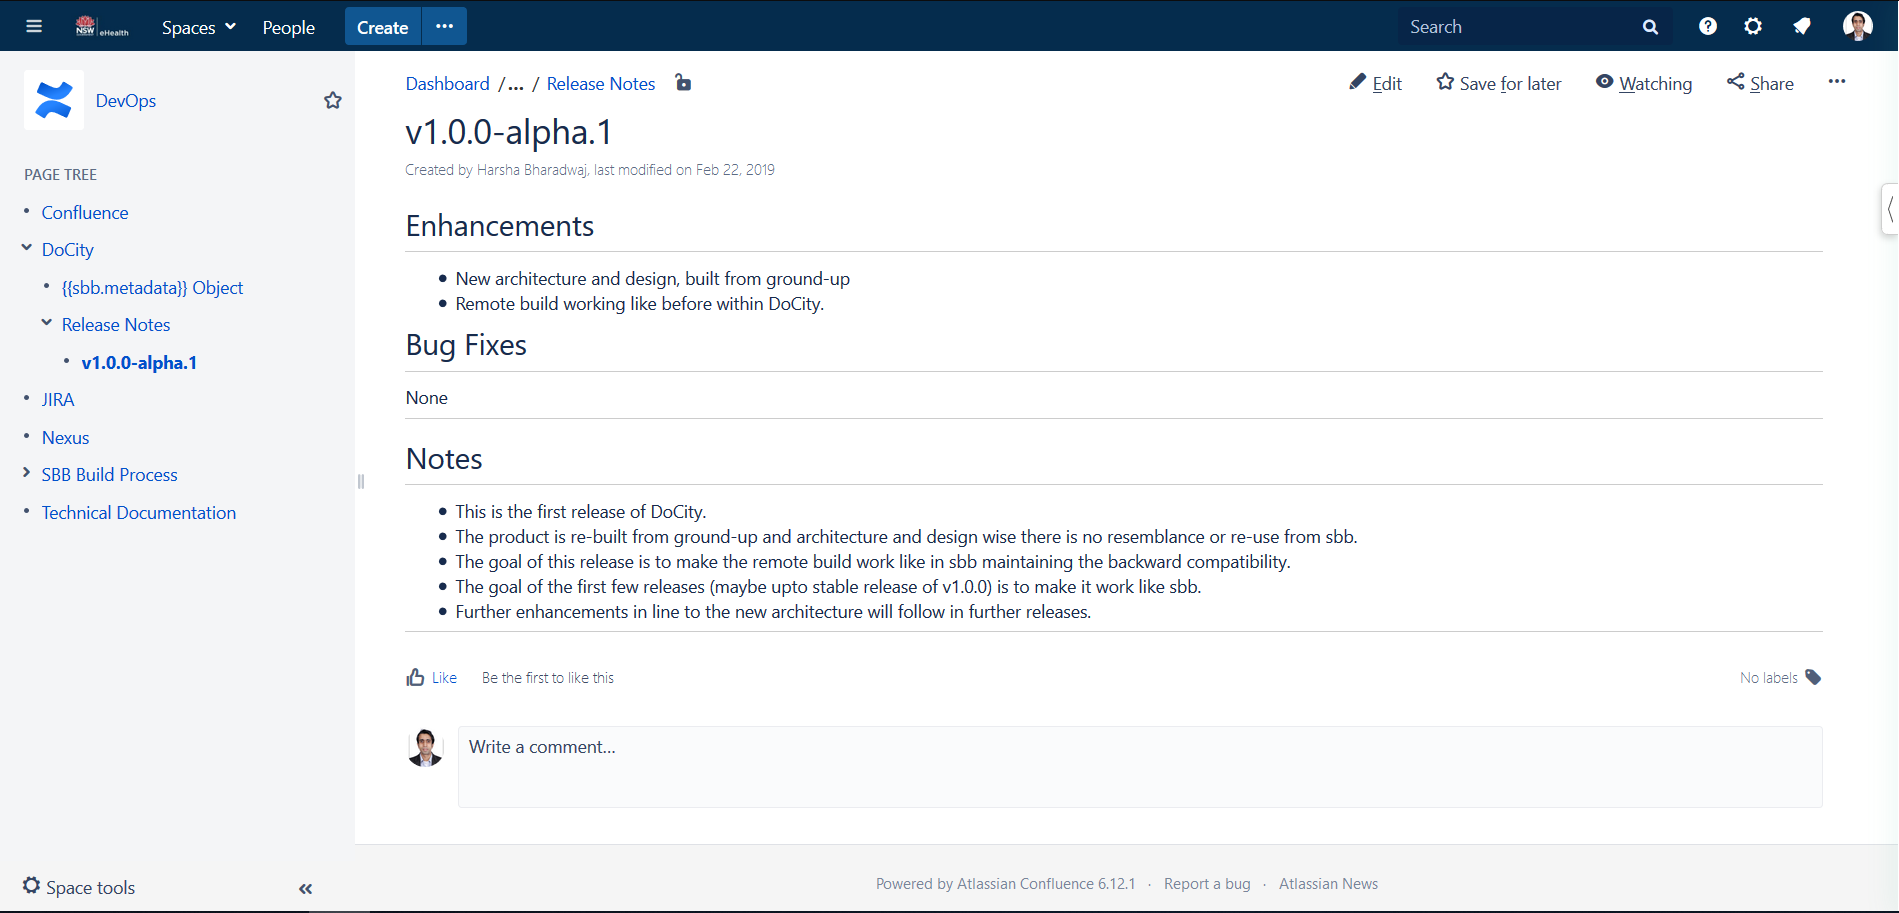 NSW eHealth Spaces People Create ··· Search
DevOps
PAGE TREE
Confluence
DoCity
{{sbb.metadata}} Object
Release Notes
v1.0.0-alpha.1
JIRA
Nexus
SBB Build Process
Technical Documentation
Space tools
Dashboard /... / Release Notes
Edit Save for later Watching Share ···
v1.0.0-alpha.1
Created by Harsha Bharadwaj, last modified on Feb 22, 2019
Enhancements
• New architecture and design, built from ground-up
• Remote build working like before within DoCity.
Bug Fixes
None
Notes
• This is the first release of DoCity.
• The product is re-built from ground-up and architecture and design wise there is no resemblance or re-use from sbb.
• The goal of this release is to make the remote build work like in sbb maintaining the backward compatibility.
• The goal of the first few releases (maybe upto stable release of v1.0.0) is to make it work like sbb.
• Further enhancements in line to the new architecture will follow in further releases.
Like Be the first to like this No labels
Write a comment...
Powered by Atlassian Confluence 6.12.1 · Report a bug · Atlassian News